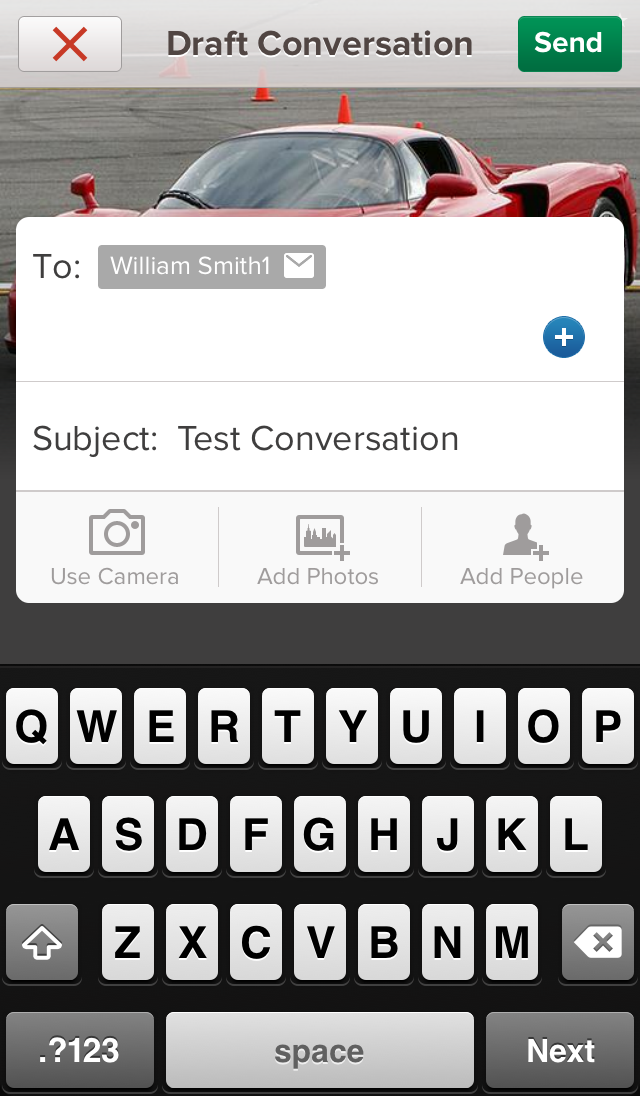 Draft Conversation Send
To: William Smith1
Subject: Test Conversation
Use Camera Add Photos Add People
Q W E R T Y U I O P
A S D F G H J K L
Z X C V B N M
.?123 space Next